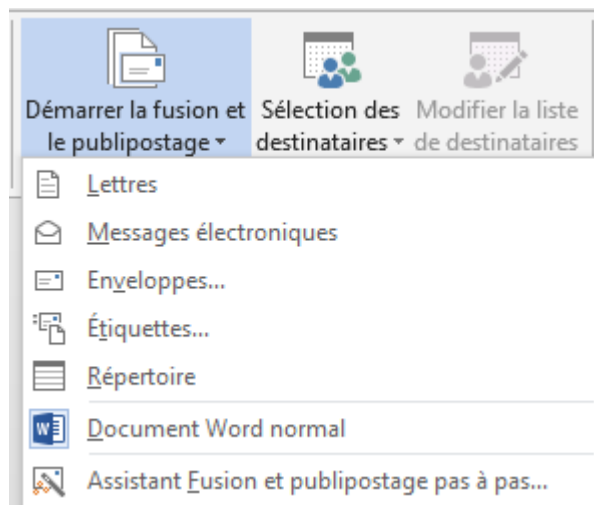 Démarrer la fusion et Sélection des Modifier la liste
le publipostage destinataires de destinataires
Lettres
Messages électroniques
Enveloppes...
Étiquettes...
Répertoire
Document Word normal
Assistant Fusion et publipostage pas à pas...